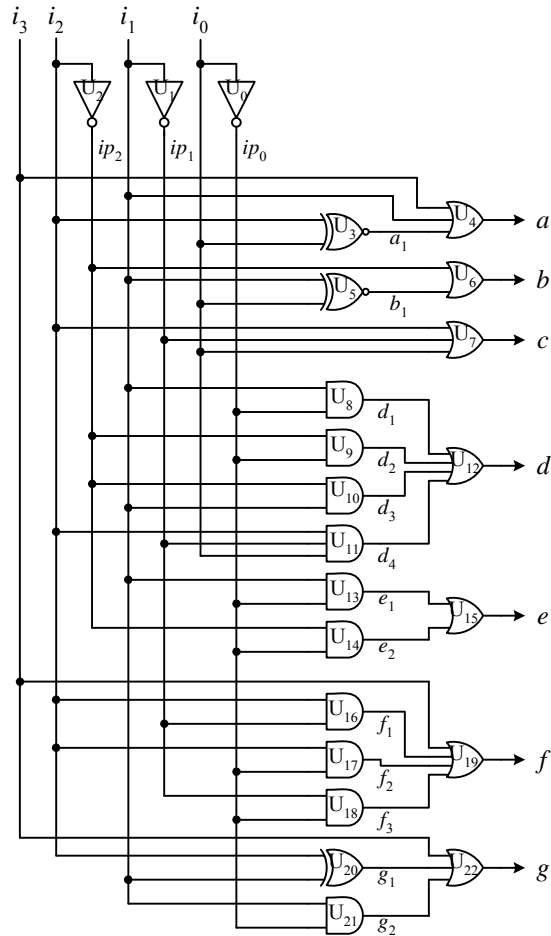 i₃ i₂ i₁ i₀
U₂ U₁ U₀
ip₂ ip₁ ip₀
U₄ a
U₃ a₁
U₆ b
U₅ b₁
U₇ c
U₈ d₁
U₉ d₂
U₁₂ d
U₁₀ d₃
U₁₁ d₄
U₁₃ e₁
U₁₅ e
U₁₄ e₂
U₁₆ f₁
U₁₉ f
U₁₇ f₂
U₁₈ f₃
U₂₀ g₁
U₂₂ g
U₂₁ g₂